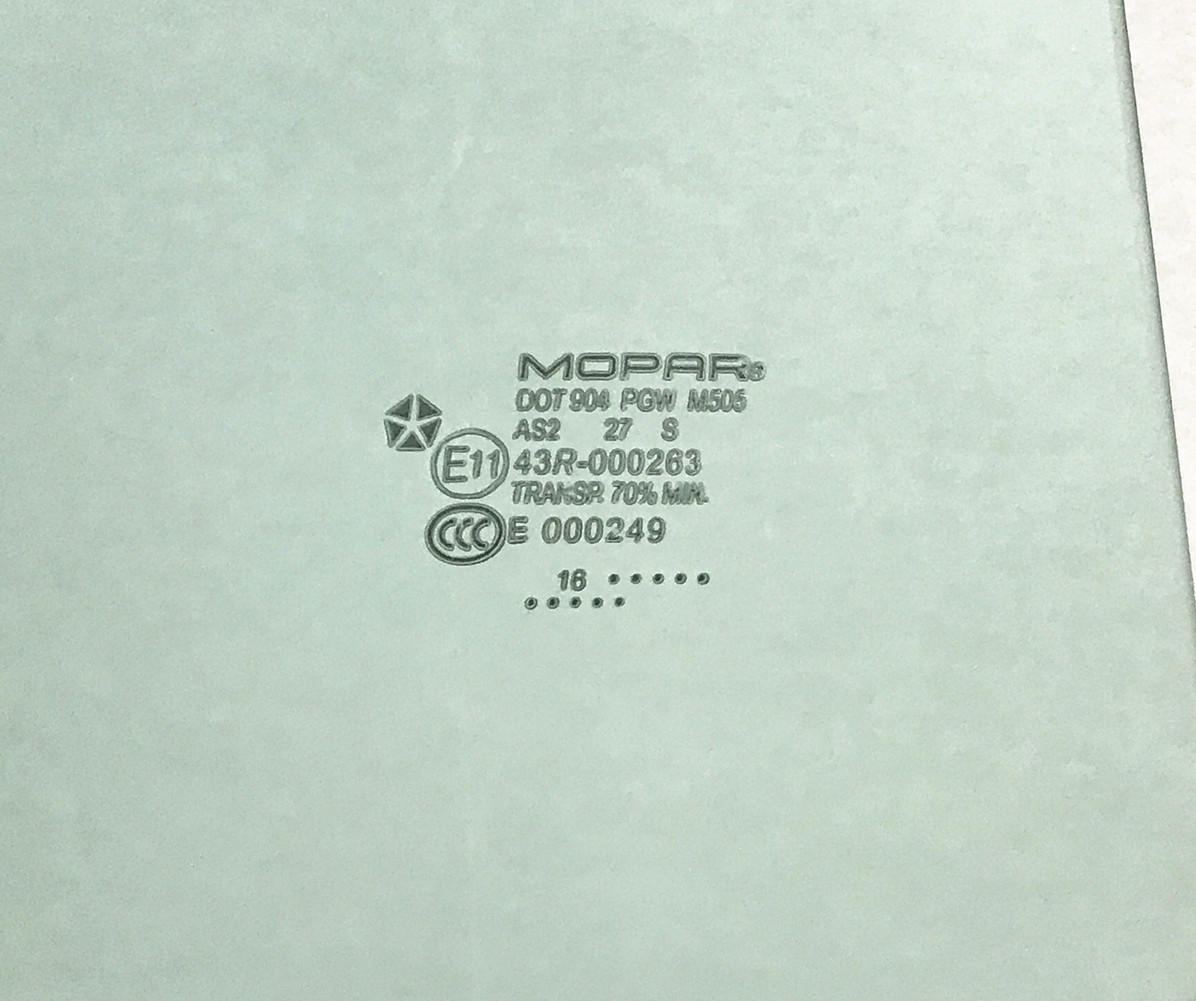 MOPAR®
DOT 904 PGW M505
AS2 27 S
E11 43R-000263
TRANSP. 70% MIN.
CCC E 000249
16 • • • • •
• • • • •